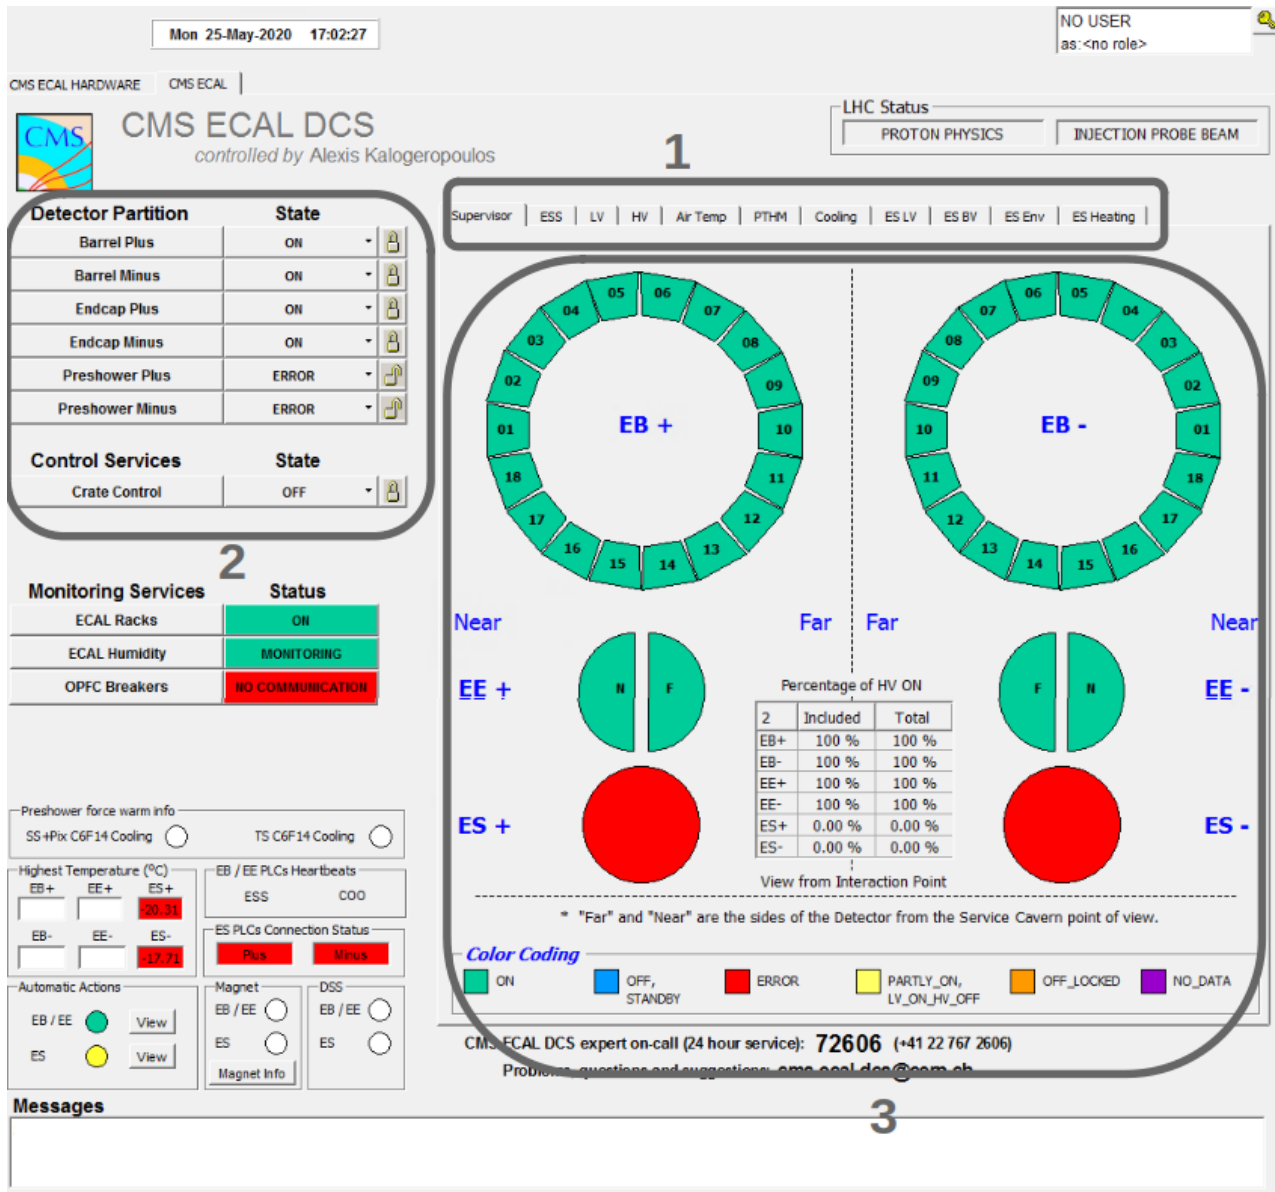 Mon 25-May-2020 17:02:27
NO USER
as:<no role>
CMS ECAL HARDWARE CMS ECAL
CMS
CMS ECAL DCS
controlled by Alexis Kalogeropoulos
LHC Status
PROTON PHYSICS INJECTION PROBE BEAM
1
Supervisor ESS LV HV Air Temp PTHM Cooling ES LV ES BV ES Env ES Heating
Detector Partition State
Barrel Plus ON
Barrel Minus ON
Endcap Plus ON
Endcap Minus ON
Preshower Plus ERROR
Preshower Minus ERROR
Control Services State
Crate Control OFF
2
Monitoring Services Status
ECAL Racks ON
ECAL Humidity MONITORING
OPFC Breakers NO COMMUNICATION
Preshower force warm info
SS+Pix C6F14 Cooling TS C6F14 Cooling
Highest Temperature (ºC)
EB+ EE+ ES+
-20.31
EB- EE- ES-
-17.71
EB / EE PLCs Heartbeats
ESS COO
ES PLCs Connection Status
Plus Minus
Automatic Actions
EB / EE View
ES View
Magnet
EB / EE
ES
Magnet Info
DSS
EB / EE
ES
05 06
04 07
03 08
02 09
01 EB + 10
18 11
17 12
16 13
15 14
06 05
07 04
08 03
09 02
10 EB - 01
11 18
12 17
13 16
14 15
Near Far Far Near
EE + N F
F N EE -
Percentage of HV ON
2 Included Total
EB+ 100 % 100 %
EB- 100 % 100 %
EE+ 100 % 100 %
EE- 100 % 100 %
ES+ 0.00 % 0.00 %
ES- 0.00 % 0.00 %
ES + ES -
View from Interaction Point
* "Far" and "Near" are the sides of the Detector from the Service Cavern point of view.
Color Coding
ON
OFF,
STANDBY
ERROR
PARTLY_ON,
LV_ON_HV_OFF
OFF_LOCKED
NO_DATA
CMS ECAL DCS expert on-call (24 hour service): 72606 (+41 22 767 2606)
Problems, questions and suggestions: cms-ecal-dcs@cern.ch
3
Messages